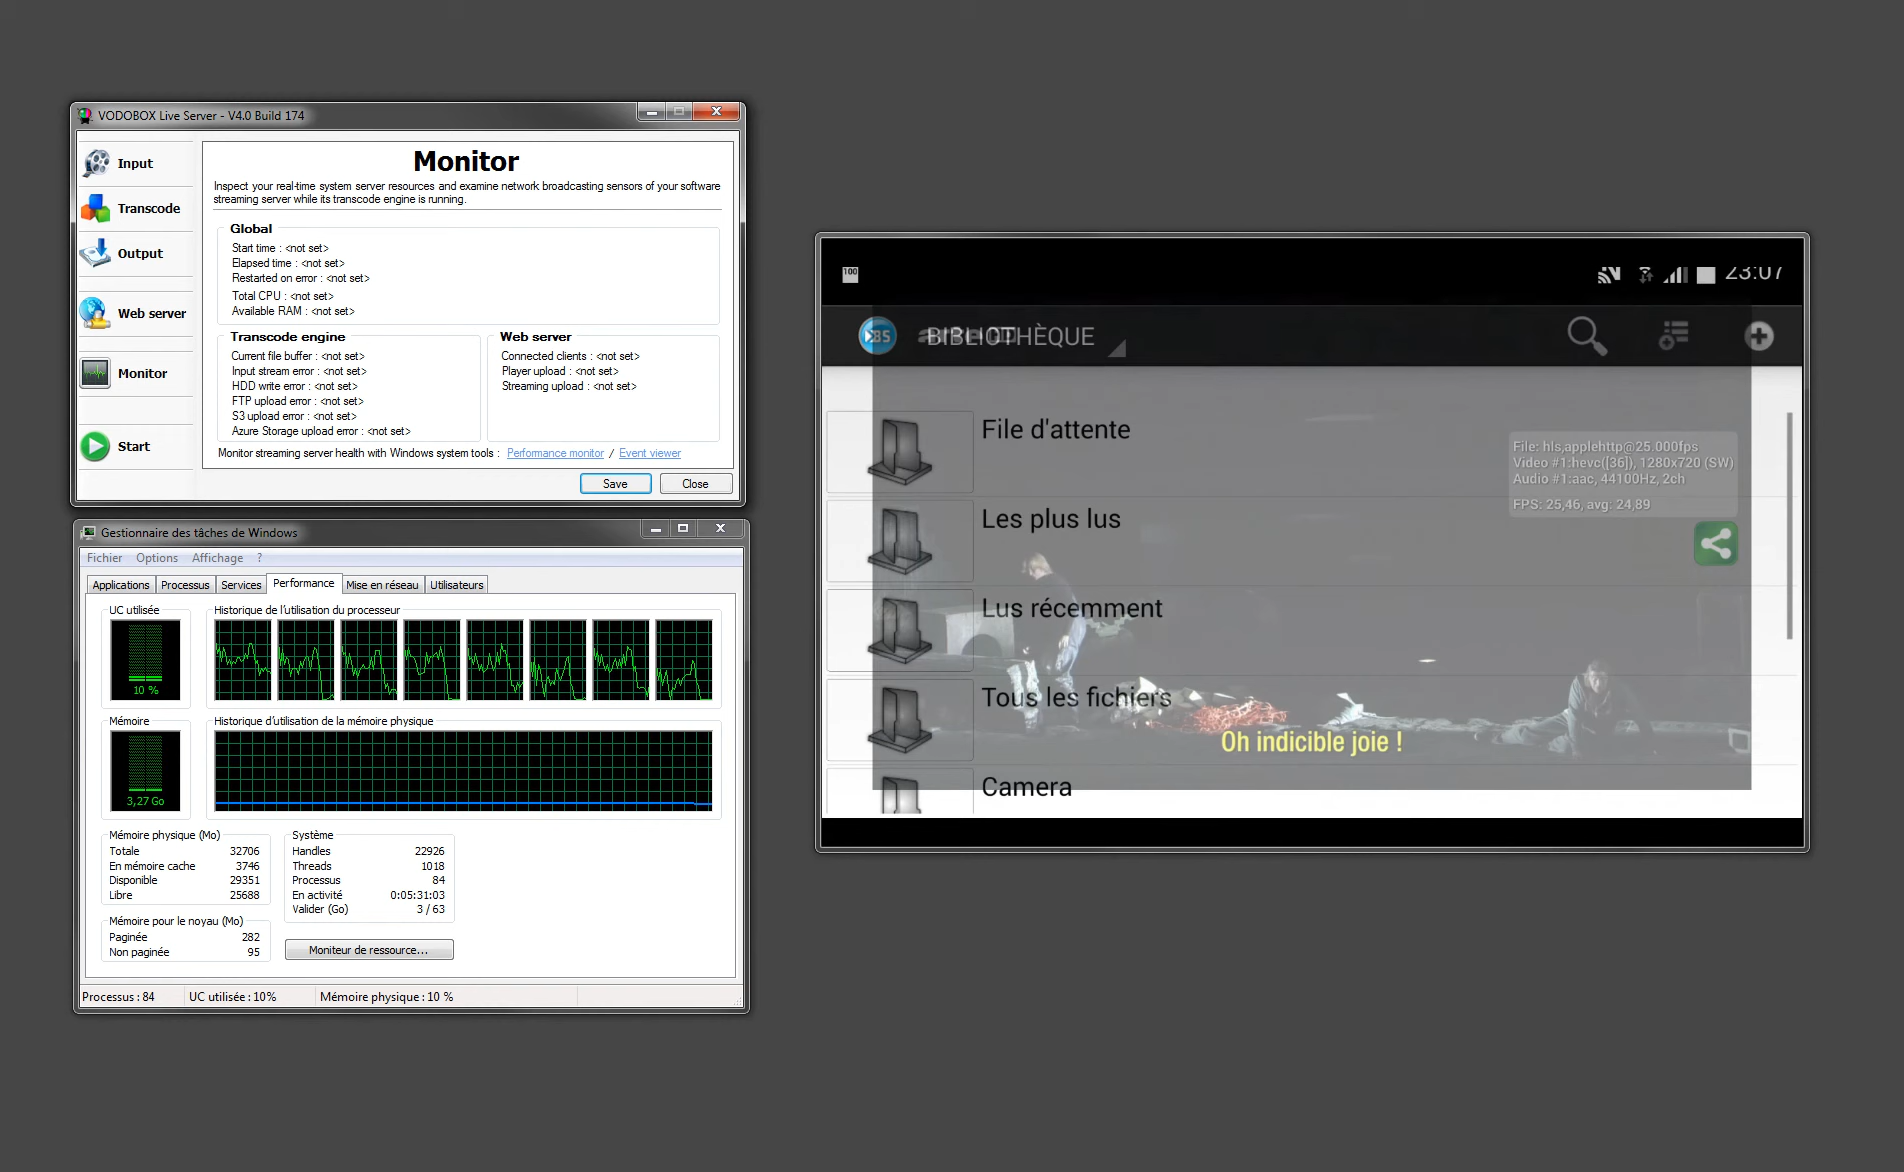 VODOBOX Live Server - V4.0 Build 174
Input
Transcode
Output
Web server
Monitor
Start
Monitor
Inspect your real-time system server resources and examine network broadcasting sensors of your software
streaming server while its transcode engine is running.
Global
Start time : <not set>
Elapsed time : <not set>
Restarted on error : <not set>
Total CPU : <not set>
Available RAM : <not set>
Transcode engine
Current file buffer : <not set>
Input stream error : <not set>
HDD write error : <not set>
FTP upload error : <not set>
S3 upload error : <not set>
Azure Storage upload error : <not set>
Web server
Connected clients : <not set>
Player upload : <not set>
Streaming upload : <not set>
Monitor streaming server health with Windows system tools : Performance monitor / Event viewer
Save
Close
Gestionnaire des tâches de Windows
Fichier Options Affichage ?
Applications Processus Services Performance Mise en réseau Utilisateurs
UC utilisée
10 %
Historique de l'utilisation du processeur
Mémoire
3,27 Go
Historique d'utilisation de la mémoire physique
Mémoire physique (Mo)
Totale 32706
En mémoire cache 3746
Disponible 29351
Libre 25688
Mémoire pour le noyau (Mo)
Paginée 282
Non paginée 95
Système
Handles 22926
Threads 1018
Processus 84
En activité 0:05:31:03
Valider (Go) 3 / 63
Moniteur de ressource...
Processus : 84 UC utilisée : 10% Mémoire physique : 10 %
100
23:07
BIBLIOTHÈQUE
File d'attente
Les plus lus
Lus récemment
Tous les fichiers
Camera
File: hls,applehttp@25.000fps
Video #1:hevc([36]), 1280x720 (SW)
Audio #1:aac, 44100Hz, 2ch
FPS: 25,46, avg: 24,89
Oh indicible joie !